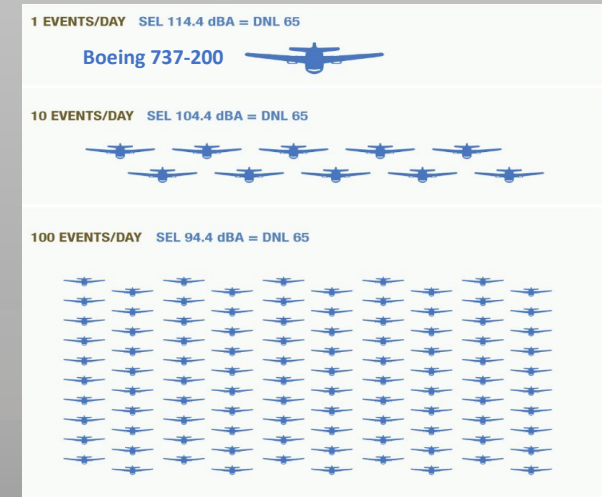 1 EVENTS/DAY SEL 114.4 dBA = DNL 65
Boeing 737-200
10 EVENTS/DAY SEL 104.4 dBA = DNL 65
100 EVENTS/DAY SEL 94.4 dBA = DNL 65